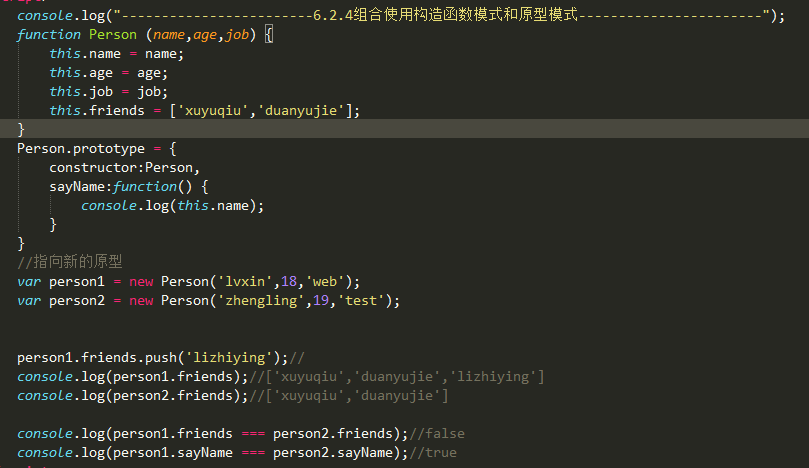 console.log("------------------------6.2.4组合使用构造函数模式和原型模式-----------------------");
function Person (name,age,job) {
this.name = name;
this.age = age;
this.job = job;
this.friends = ['xuyuqiu','duanyujie'];
}
Person.prototype = {
constructor:Person,
sayName:function() {
console.log(this.name);
}
}
//指向新的原型
var person1 = new Person('lvxin',18,'web');
var person2 = new Person('zhengling',19,'test');
person1.friends.push('lizhiying');//
console.log(person1.friends);//['xuyuqiu','duanyujie','lizhiying']
console.log(person2.friends);//['xuyuqiu','duanyujie']
console.log(person1.friends === person2.friends);//false
console.log(person1.sayName === person2.sayName);//true